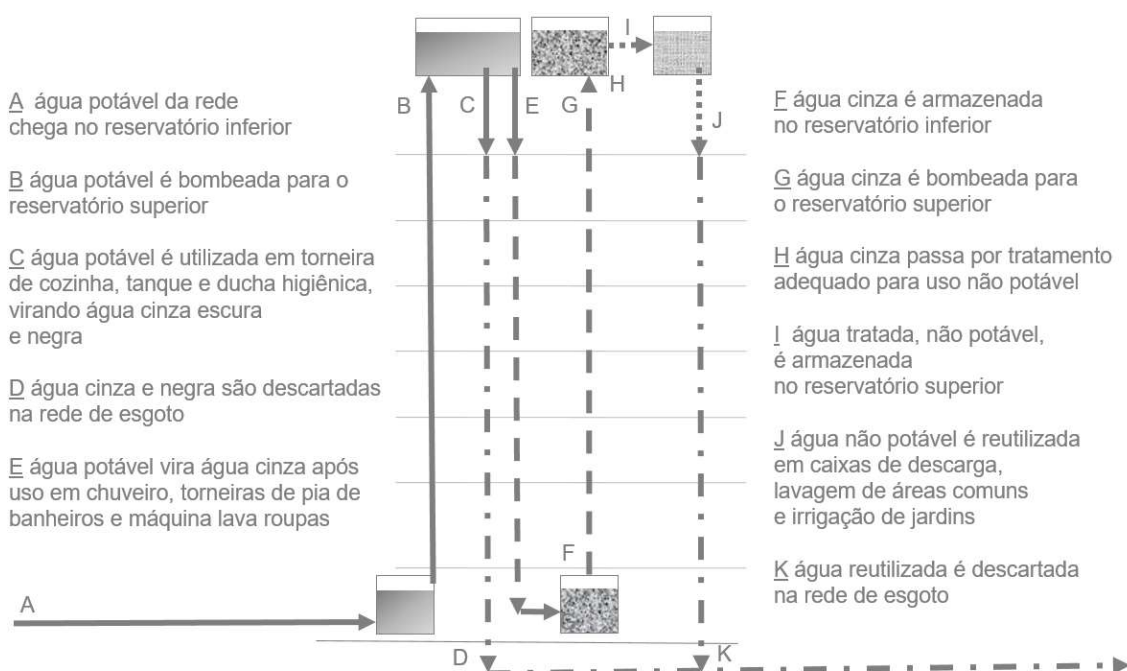 A água potável da rede
chega no reservatório inferior
B água potável é bombeada para o
reservatório superior
C água potável é utilizada em torneira
de cozinha, tanque e ducha higiênica,
virando água cinza escura
e negra
D água cinza e negra são descartadas
na rede de esgoto
E água potável vira água cinza após
uso em chuveiro, torneiras de pia de
banheiros e máquina lava roupas
A
B
C
E
G
H
I
J
F
D
K
F água cinza é armazenada
no reservatório inferior
G água cinza é bombeada para
o reservatório superior
H água cinza passa por tratamento
adequado para uso não potável
I água tratada, não potável,
é armazenada
no reservatório superior
J água não potável é reutilizada
em caixas de descarga,
lavagem de áreas comuns
e irrigação de jardins
K água reutilizada é descartada
na rede de esgoto